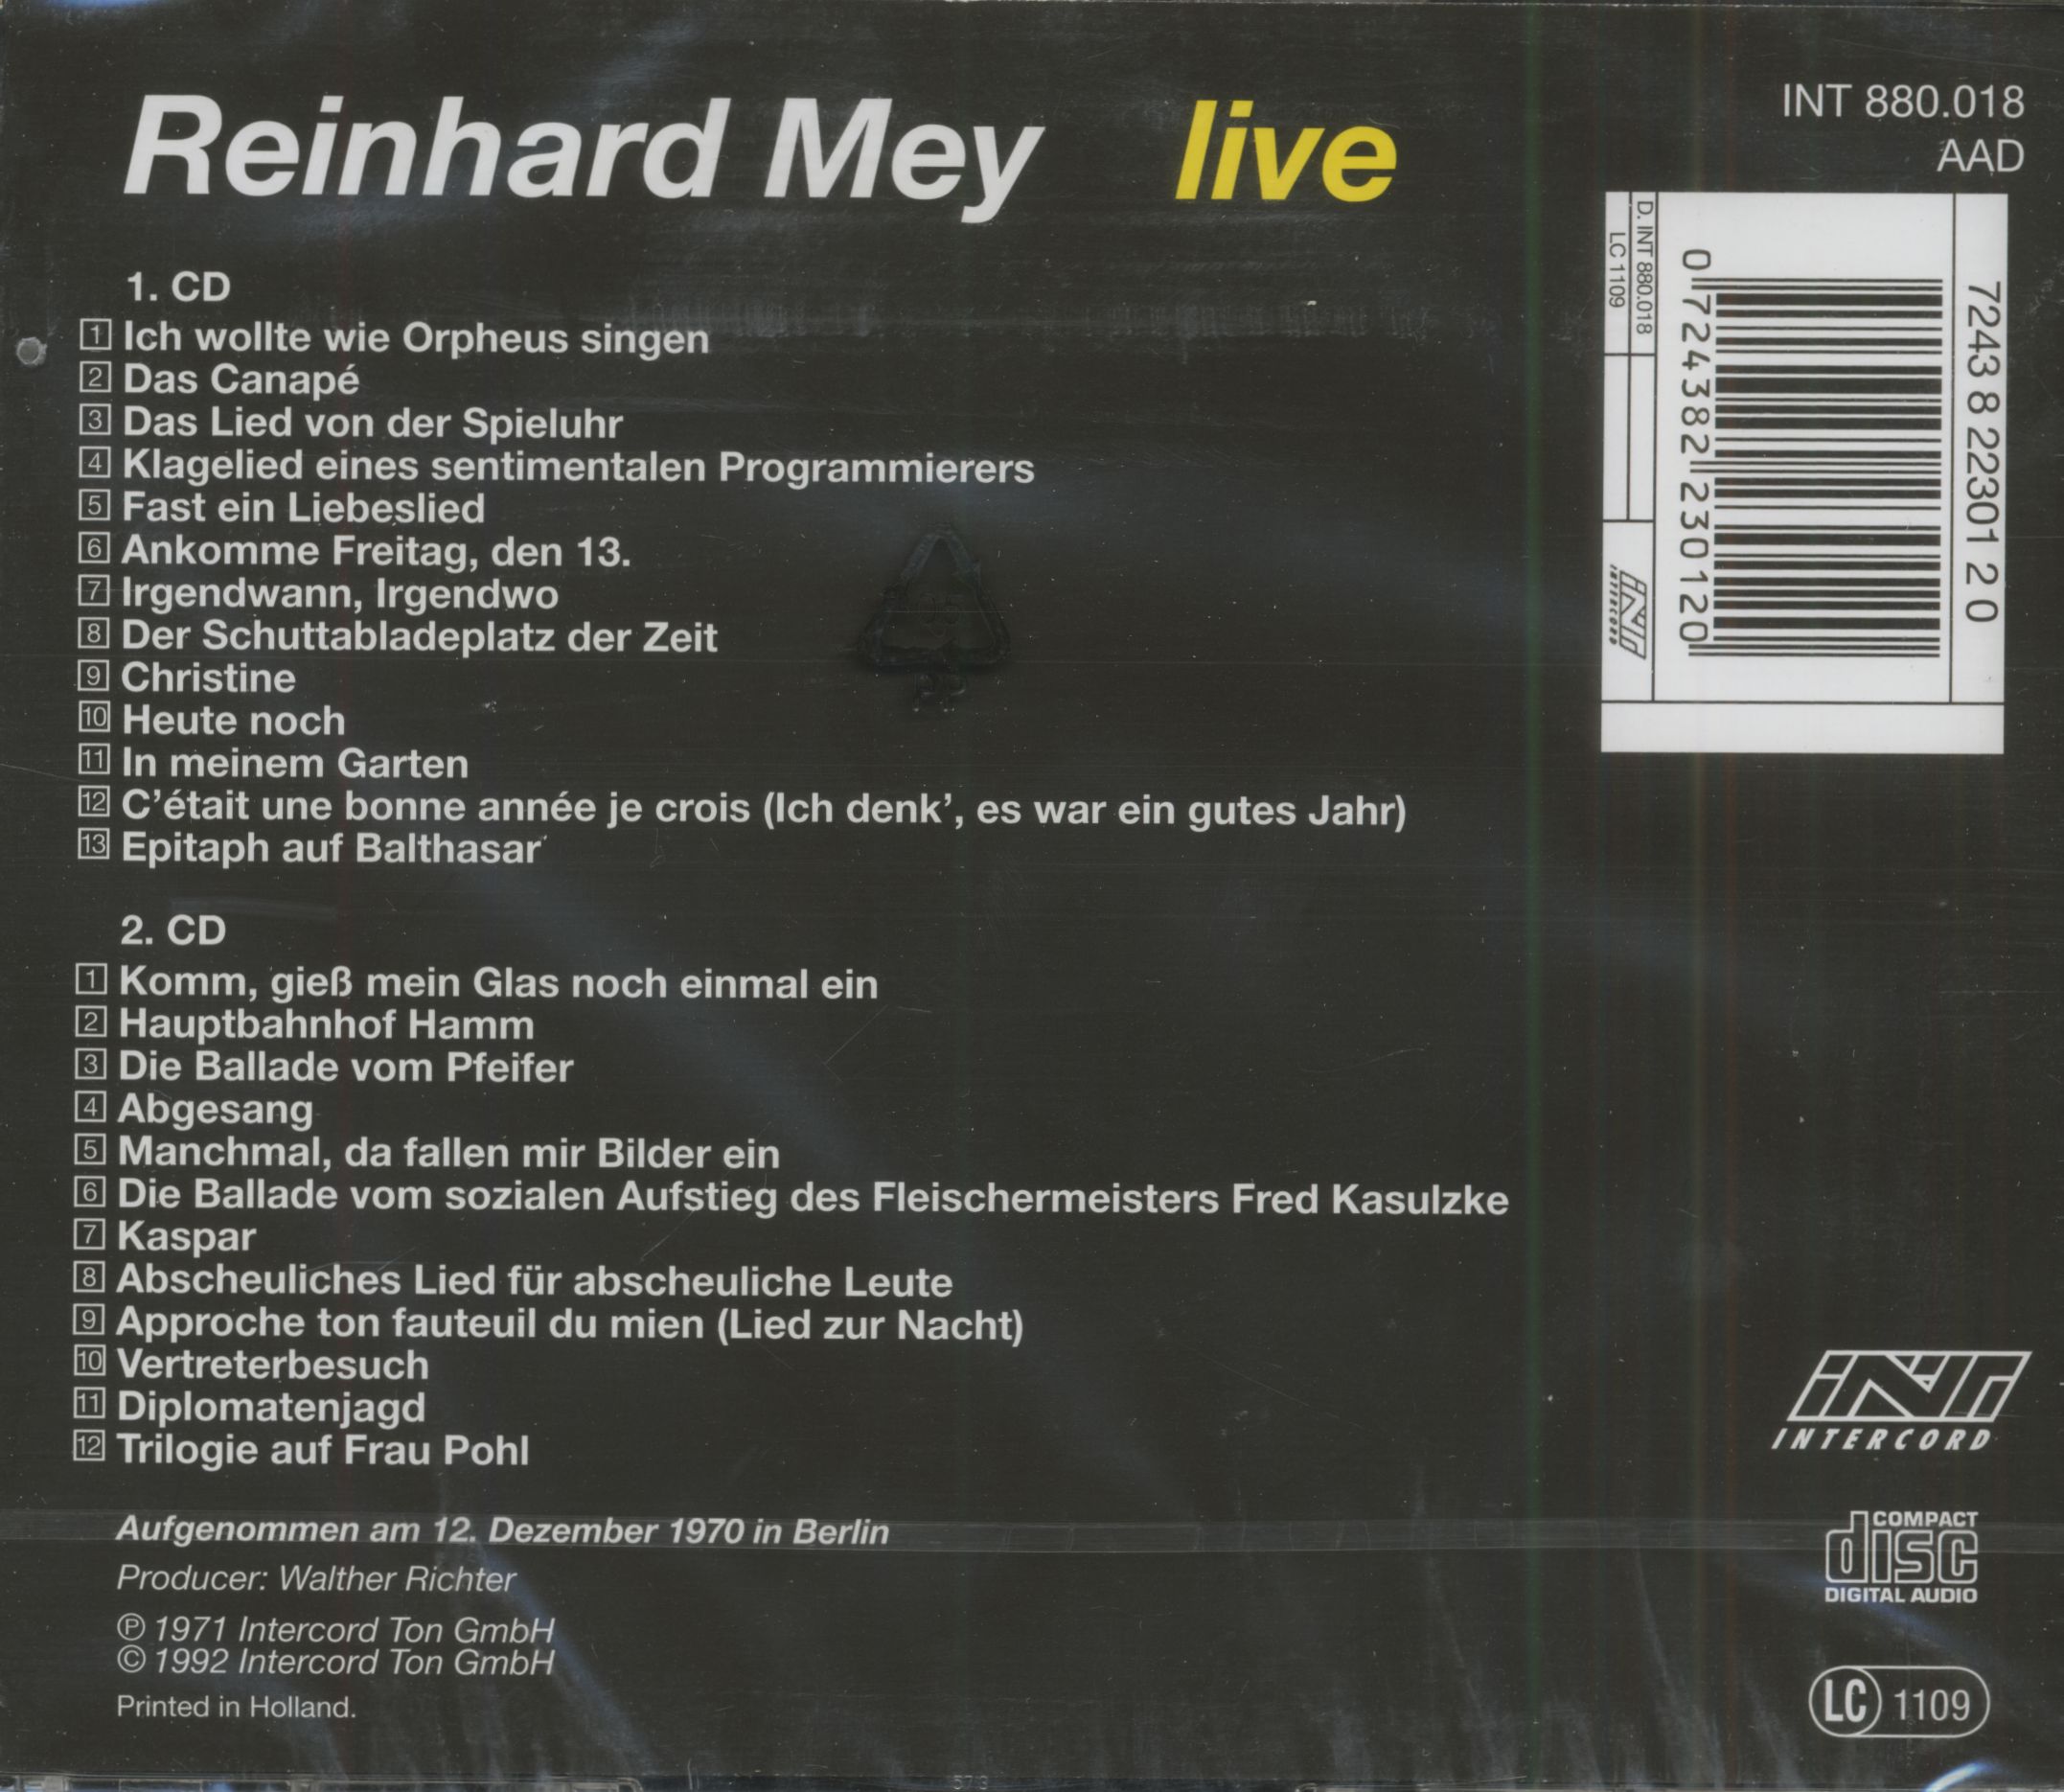 Reinhard Mey live
INT 880.018
AAD
D. INT 880.018
LC 1109
INT
INTERCORD
0 724382 230120
7243 8 22301 2 0
1. CD
1 Ich wollte wie Orpheus singen
2 Das Canapé
3 Das Lied von der Spieluhr
4 Klagelied eines sentimentalen Programmierers
5 Fast ein Liebeslied
6 Ankomme Freitag, den 13.
7 Irgendwann, Irgendwo
8 Der Schuttabladeplatz der Zeit
9 Christine
10 Heute noch
11 In meinem Garten
12 C’était une bonne année je crois (Ich denk’, es war ein gutes Jahr)
13 Epitaph auf Balthasar
2. CD
1 Komm, gieß mein Glas noch einmal ein
2 Hauptbahnhof Hamm
3 Die Ballade vom Pfeifer
4 Abgesang
5 Manchmal, da fallen mir Bilder ein
6 Die Ballade vom sozialen Aufstieg des Fleischermeisters Fred Kasulzke
7 Kaspar
8 Abscheuliches Lied für abscheuliche Leute
9 Approche ton fauteuil du mien (Lied zur Nacht)
10 Vertreterbesuch
11 Diplomatenjagd
12 Trilogie auf Frau Pohl
Aufgenommen am 12. Dezember 1970 in Berlin
Producer: Walther Richter
℗ 1971 Intercord Ton GmbH
© 1992 Intercord Ton GmbH
Printed in Holland.
INT
INTERCORD
COMPACT
disc
DIGITAL AUDIO
LC 1109